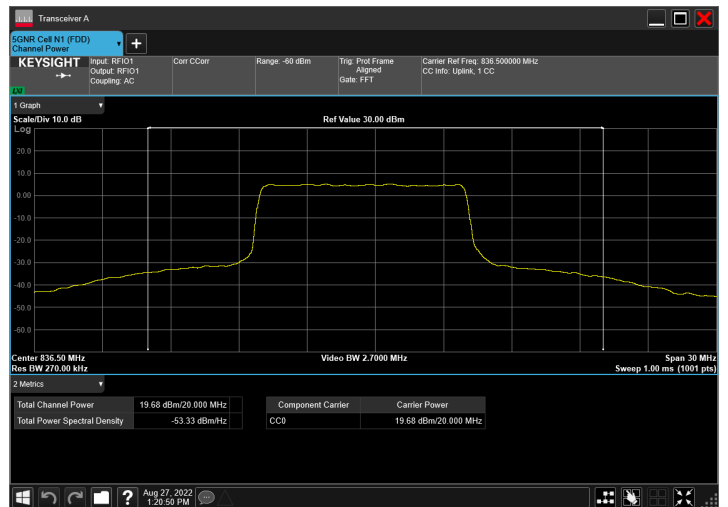 Transceiver A
5GNR Cell N1 (FDD)
Channel Power
KEYSIGHT
LXI
Input: RFIO1
Output: RFIO1
Coupling: AC
Corr CCorr
Range: -60 dBm
Trig: Prot Frame
Aligned
Gate: FFT
Carrier Ref Freq: 836.500000 MHz
CC Info: Uplink, 1 CC
1 Graph
Scale/Div 10.0 dB
Ref Value 30.00 dBm
Log
20.0
10.0
0.00
-10.0
-20.0
-30.0
-40.0
-50.0
-60.0
Center 836.50 MHz
Video BW 2.7000 MHz
Span 30 MHz
Res BW 270.00 kHz
Sweep 1.00 ms (1001 pts)
2 Metrics
Total Channel Power 19.68 dBm/20.000 MHz
Total Power Spectral Density -53.33 dBm/Hz
Component Carrier Carrier Power
CC0 19.68 dBm/20.000 MHz
?
Aug 27, 2022
1:20:50 PM